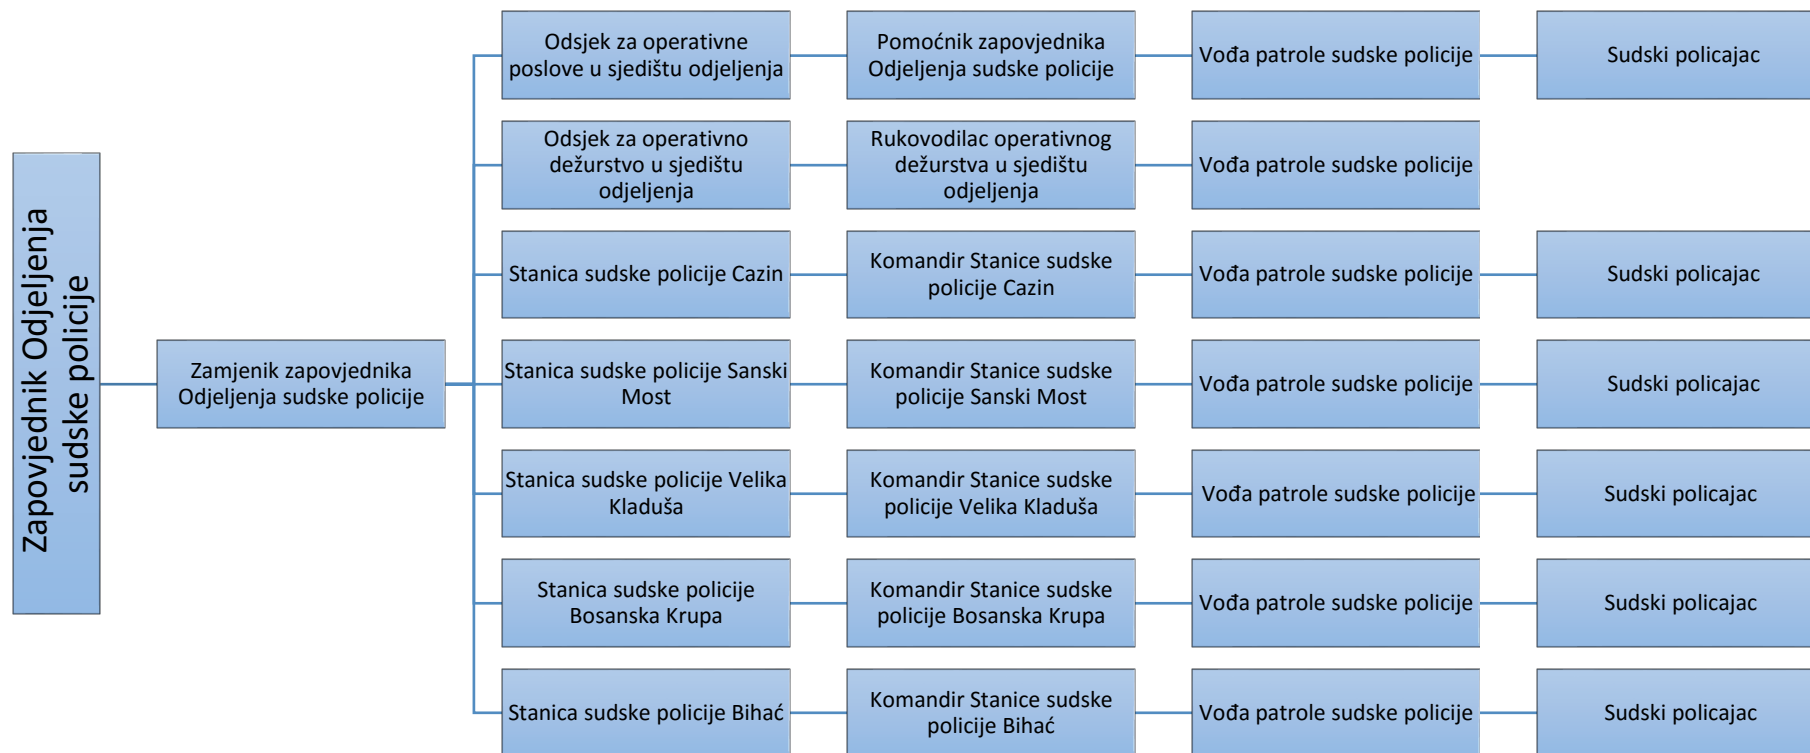 Zapovjednik Odjeljenja
sudske policije
Zamjenik zapovjednika
Odjeljenja sudske policije
Odsjek za operativne
poslove u sjedištu odjeljenja
Pomoćnik zapovjednika
Odjeljenja sudske policije
Vođa patrole sudske policije
Sudski policajac
Odsjek za operativno
dežurstvo u sjedištu
odjeljenja
Rukovodilac operativnog
dežurstva u sjedištu
odjeljenja
Vođa patrole sudske policije
Stanica sudske policije Cazin
Komandir Stanice sudske
policije Cazin
Vođa patrole sudske policije
Sudski policajac
Stanica sudske policije Sanski
Most
Komandir Stanice sudske
policije Sanski Most
Vođa patrole sudske policije
Sudski policajac
Stanica sudske policije Velika
Kladuša
Komandir Stanice sudske
policije Velika Kladuša
Vođa patrole sudske policije
Sudski policajac
Stanica sudske policije
Bosanska Krupa
Komandir Stanice sudske
policije Bosanska Krupa
Vođa patrole sudske policije
Sudski policajac
Stanica sudske policije Bihać
Komandir Stanice sudske
policije Bihać
Vođa patrole sudske policije
Sudski policajac